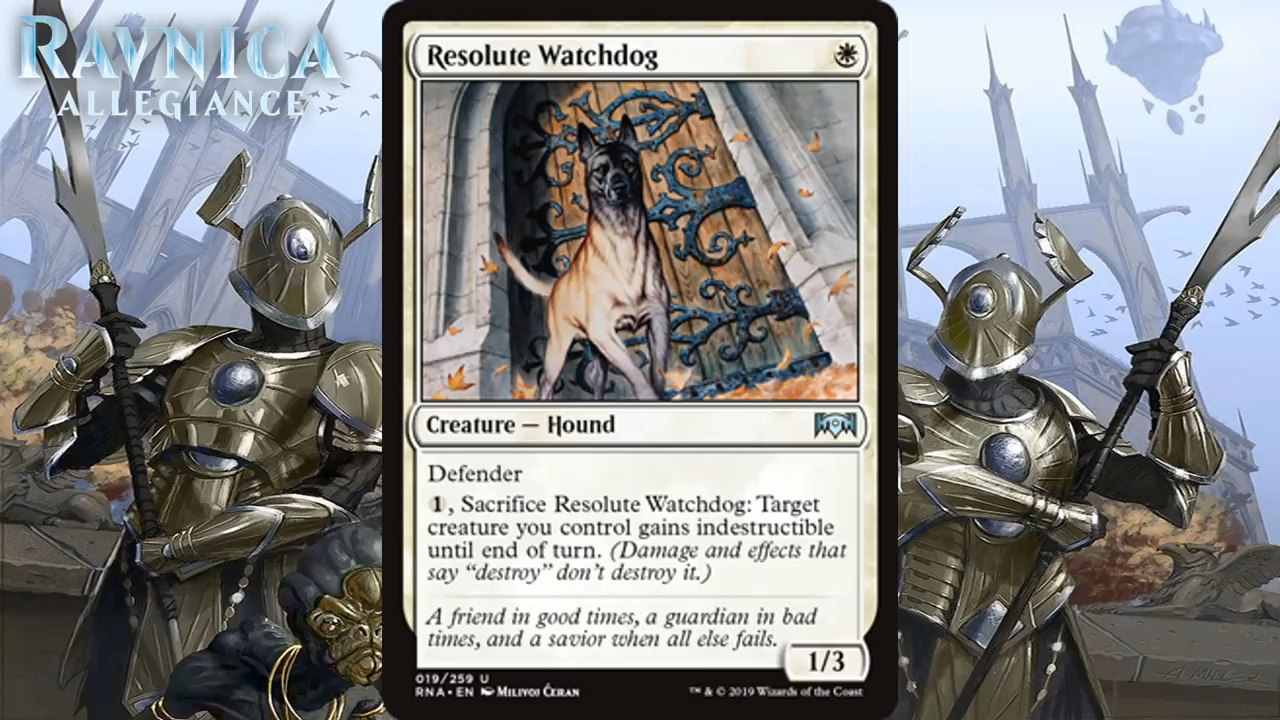 RAVNICA
ALLEGIANCE
Resolute Watchdog
Creature — Hound
Defender
1, Sacrifice Resolute Watchdog: Target
creature you control gains indestructible
until end of turn. (Damage and effects that
say “destroy” don’t destroy it.)
A friend in good times, a guardian in bad
times, and a savior when all else fails.
1/3
019/259 U
RNA • EN Milivoj Ćeran
™ & © 2019 Wizards of the Coast
A. MILLER